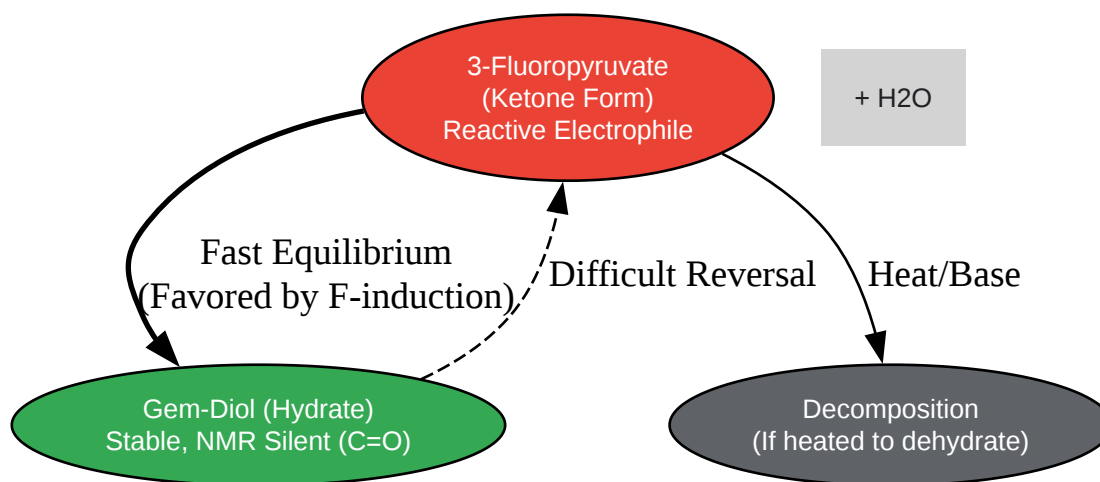 3-Fluoropyruvate
(Ketone Form)
Reactive Electrophile
+ H2O
Fast Equilibrium
(Favored by F-induction)
Difficult Reversal
Heat/Base
Gem-Diol (Hydrate)
Stable, NMR Silent (C=O)
Decomposition
(If heated to dehydrate)